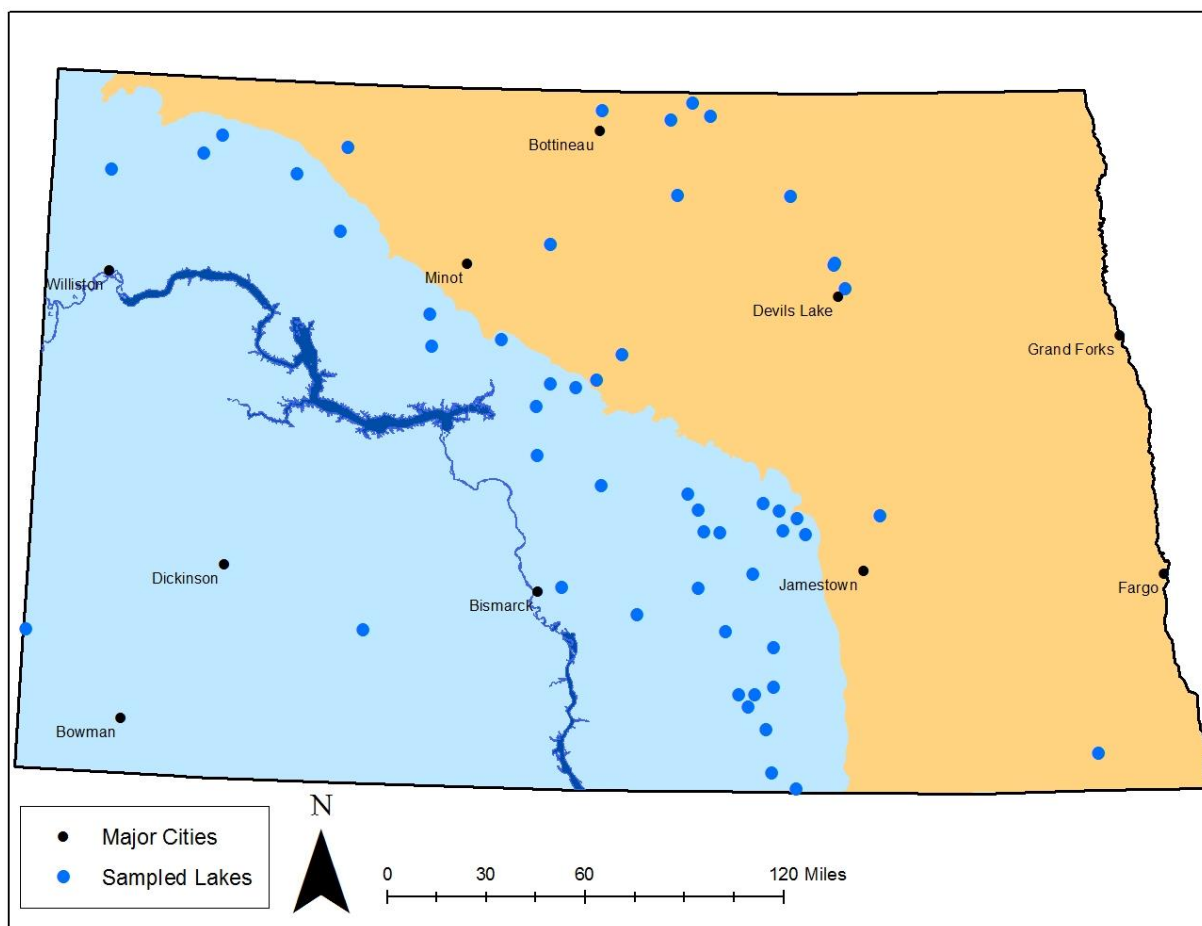 Bottineau
Williston
Minot
Devils Lake
Grand Forks
Dickinson
Bismarck
Jamestown
Fargo
Bowman
N
Major Cities
Sampled Lakes
0 30 60 120 Miles